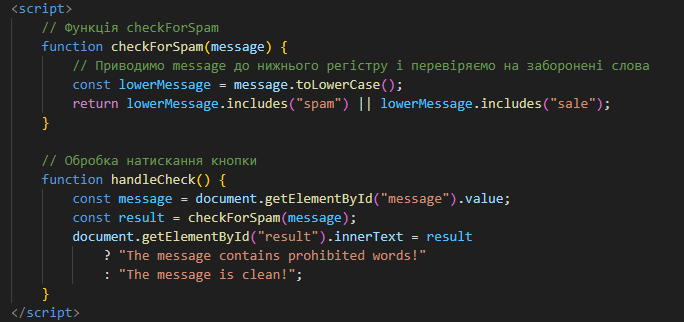 <script>
// Функція checkForSpam
function checkForSpam(message) {
// Приводимо message до нижнього регістру і перевіряємо на заборонені слова
const lowerMessage = message.toLowerCase();
return lowerMessage.includes("spam") || lowerMessage.includes("sale");
}
// Обробка натискання кнопки
function handleCheck() {
const message = document.getElementById("message").value;
const result = checkForSpam(message);
document.getElementById("result").innerText = result
? "The message contains prohibited words!"
: "The message is clean!";
}
</script>